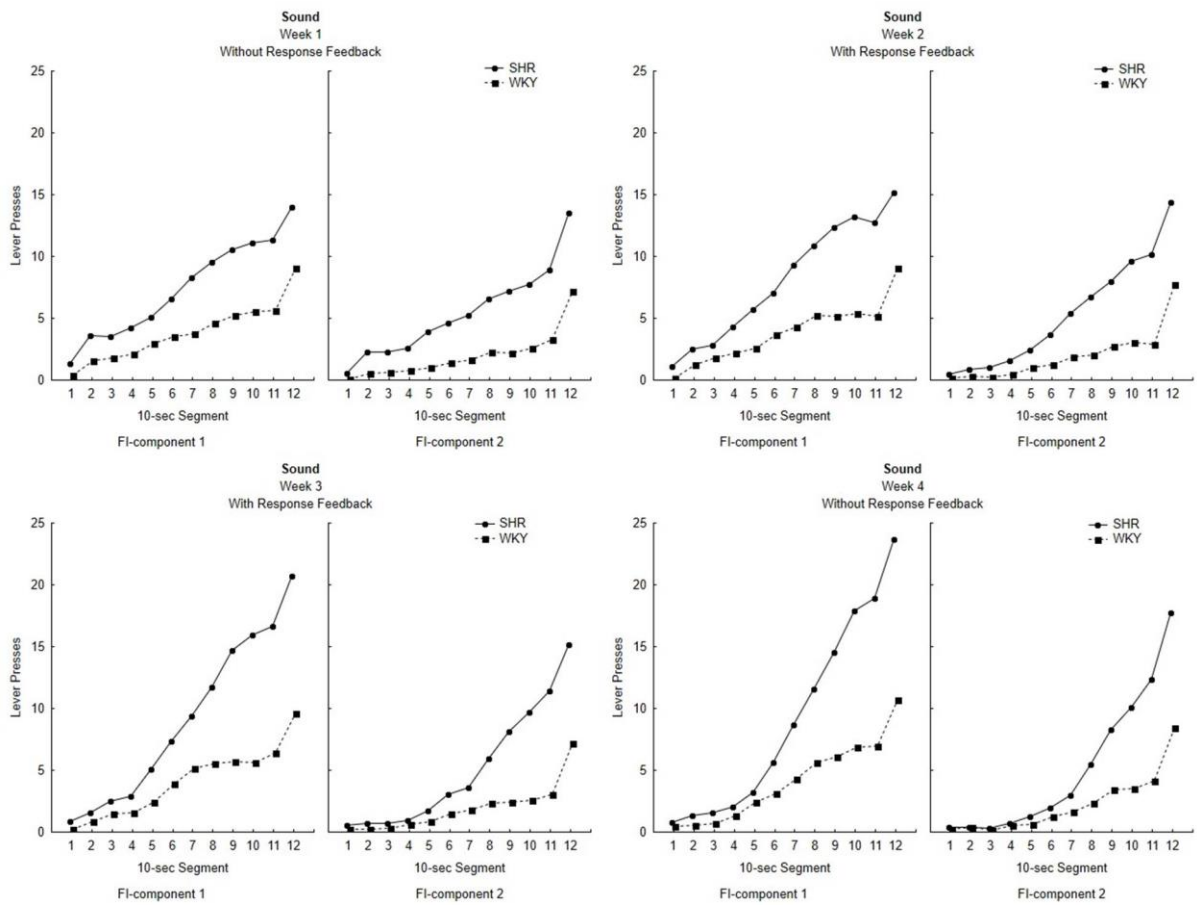 Sound
Week 1
Without Response Feedback
SHR
WKY
25
20
15
10
5
0
Lever Presses
1 2 3 4 5 6 7 8 9 10 11 12
1 2 3 4 5 6 7 8 9 10 11 12
10-sec Segment
10-sec Segment
FI-component 1
FI-component 2
Sound
Week 2
With Response Feedback
SHR
WKY
25
20
15
10
5
0
Lever Presses
1 2 3 4 5 6 7 8 9 10 11 12
1 2 3 4 5 6 7 8 9 10 11 12
10-sec Segment
10-sec Segment
FI-component 1
FI-component 2
Sound
Week 3
With Response Feedback
SHR
WKY
25
20
15
10
5
0
Lever Presses
1 2 3 4 5 6 7 8 9 10 11 12
1 2 3 4 5 6 7 8 9 10 11 12
10-sec Segment
10-sec Segment
FI-component 1
FI-component 2
Sound
Week 4
Without Response Feedback
SHR
WKY
25
20
15
10
5
0
Lever Presses
1 2 3 4 5 6 7 8 9 10 11 12
1 2 3 4 5 6 7 8 9 10 11 12
10-sec Segment
10-sec Segment
FI-component 1
FI-component 2